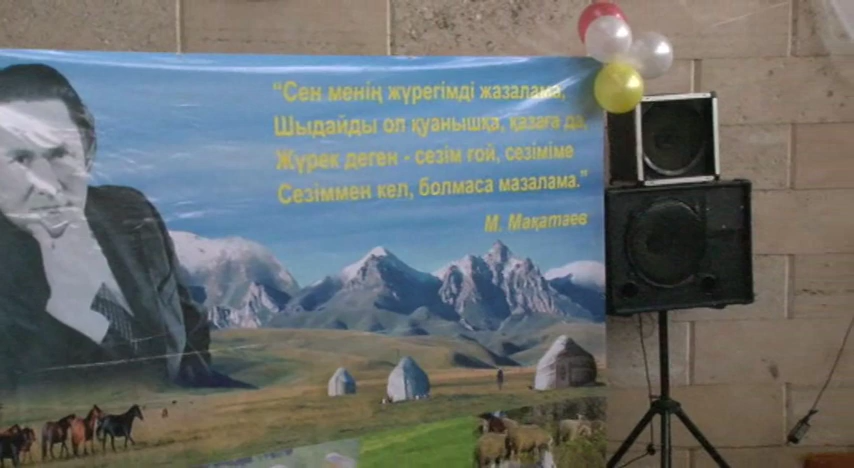 “Сен менің жүрегімді жазалама,
Шыдайды ол қуанышқа, қазаға да,
Жүрек деген - сезім ғой, сезіміме
Сезіммен кел, болмаса мазалама.”
М. Мақатаев